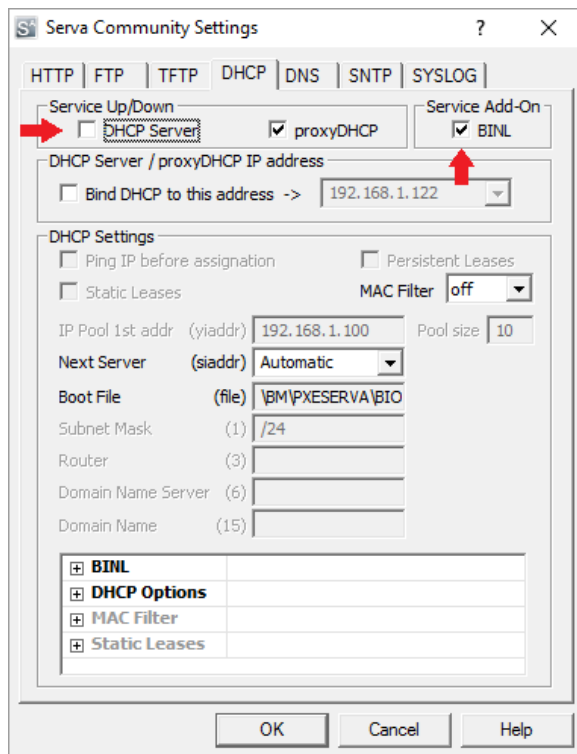 Serva Community Settings ? ×
HTTP FTP TFTP DHCP DNS SNTP SYSLOG
Service Up/Down Service Add-On
DHCP Server proxyDHCP BINL
DHCP Server / proxyDHCP IP address
Bind DHCP to this address -> 192.168.1.122
DHCP Settings
Ping IP before assignation Persistent Leases
Static Leases MAC Filter off
IP Pool 1st addr (yiaddr) 192.168.1.100 Pool size 10
Next Server (siaddr) Automatic
Boot File (file) \BM\PXESERVA\BIO
Subnet Mask (1) /24
Router (3)
Domain Name Server (6)
Domain Name (15)
BINL
DHCP Options
MAC Filter
Static Leases
OK Cancel Help